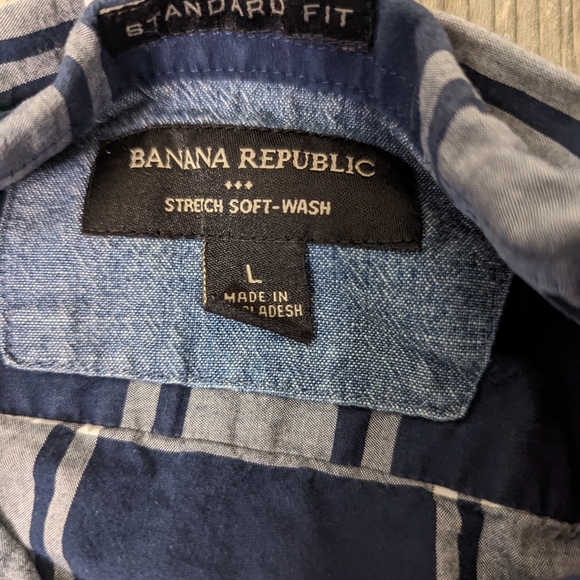 STANDARD FIT
BANANA REPUBLIC
STRETCH SOFT-WASH
L
MADE IN